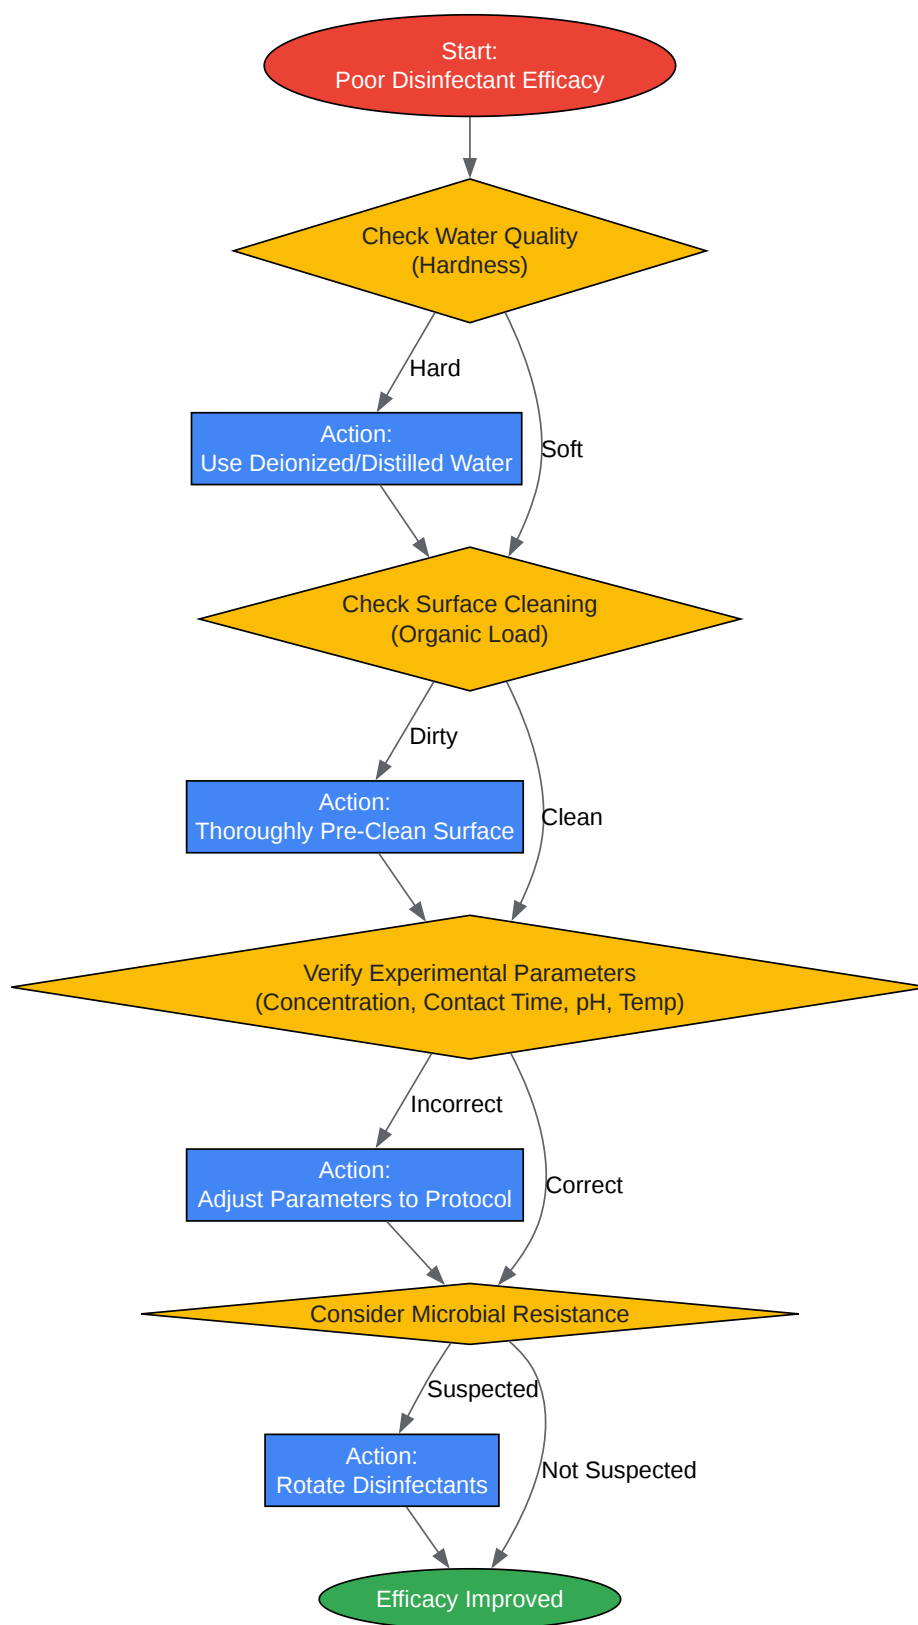 Start:
Poor Disinfectant Efficacy
Check Water Quality
(Hardness)
Hard
Action:
Use Deionized/Distilled Water
Soft
Check Surface Cleaning
(Organic Load)
Dirty
Action:
Thoroughly Pre-Clean Surface
Clean
Verify Experimental Parameters
(Concentration, Contact Time, pH, Temp)
Incorrect
Action:
Adjust Parameters to Protocol
Correct
Consider Microbial Resistance
Suspected
Action:
Rotate Disinfectants
Not Suspected
Efficacy Improved